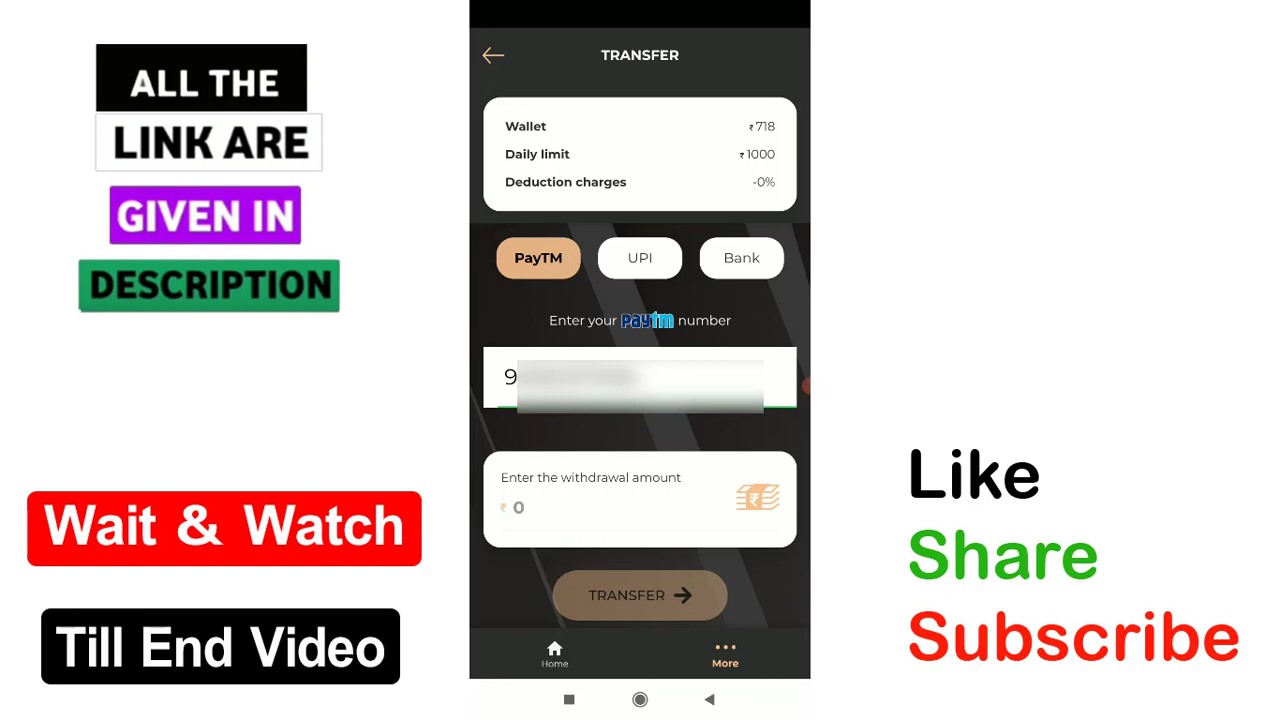 ALL THE
LINK ARE
GIVEN IN
DESCRIPTION
Wait & Watch
Till End Video
TRANSFER
Wallet ₹718
Daily limit ₹1000
Deduction charges -0%
PayTM UPI Bank
Enter your paytm number
9
Enter the withdrawal amount
₹ 0
TRANSFER
Home More
Like
Share
Subscribe